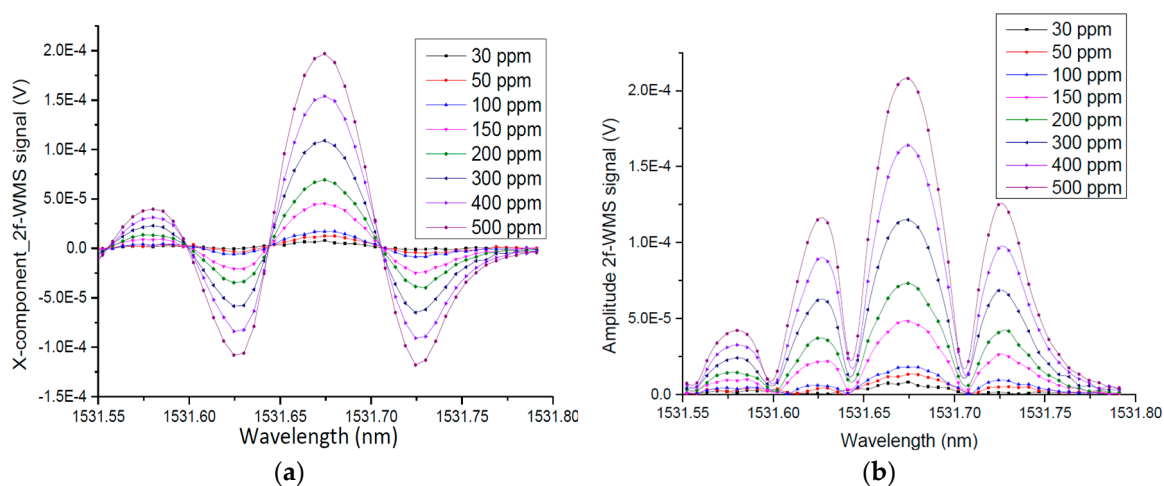 X-component_2f-WMS signal (V)
2.0E-4
1.5E-4
1.0E-4
5.0E-5
0.0
-5.0E-5
-1.0E-4
-1.5E-4
30 ppm
50 ppm
100 ppm
150 ppm
200 ppm
300 ppm
400 ppm
500 ppm
1531.55 1531.60 1531.65 1531.70 1531.75 1531.80
Wavelength (nm)
(a)
Amplitude 2f-WMS signal (V)
2.0E-4
1.5E-4
1.0E-4
5.0E-5
0.0
30 ppm
50 ppm
100 ppm
150 ppm
200 ppm
300 ppm
400 ppm
500 ppm
1531.55 1531.60 1531.65 1531.70 1531.75 1531.80
Wavelength (nm)
(b)